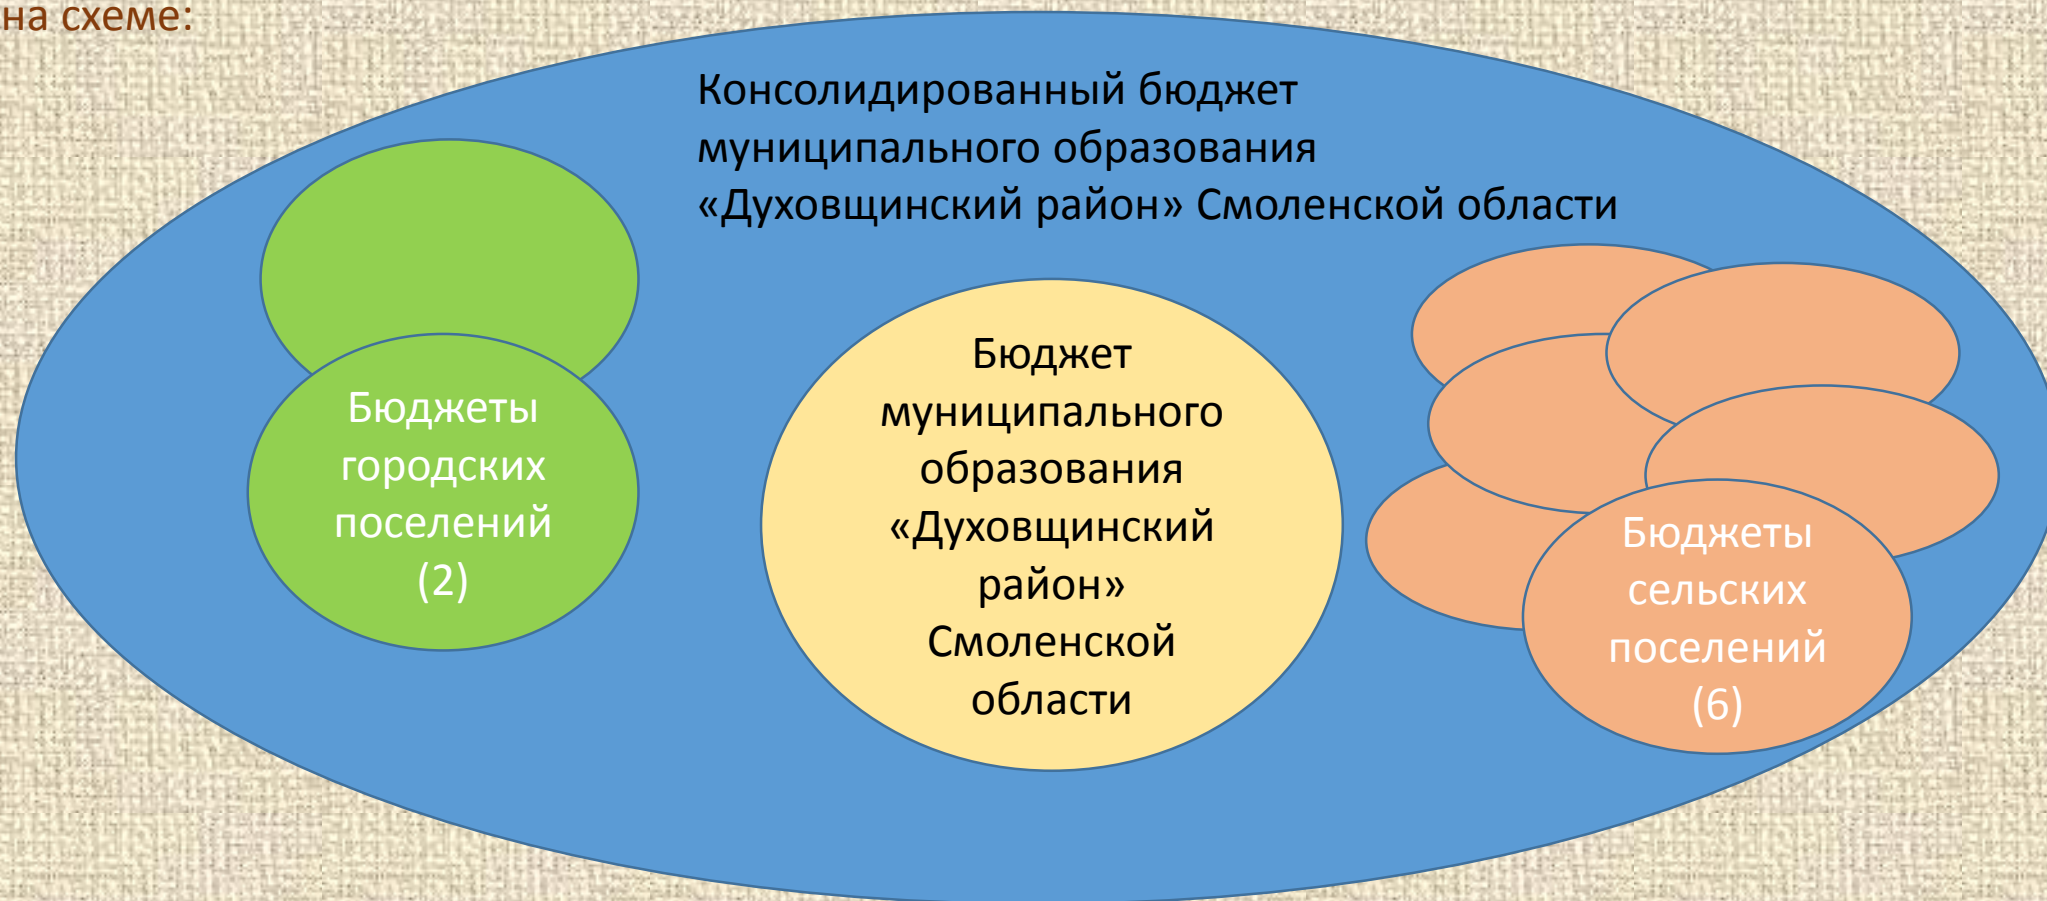 на схеме:
Консолидированный бюджет
муниципального образования
«Духовщинский район» Смоленской области
Бюджеты
городских
поселений
(2)
Бюджет
муниципального
образования
«Духовщинский
район»
Смоленской
области
Бюджеты
сельских
поселений
(6)